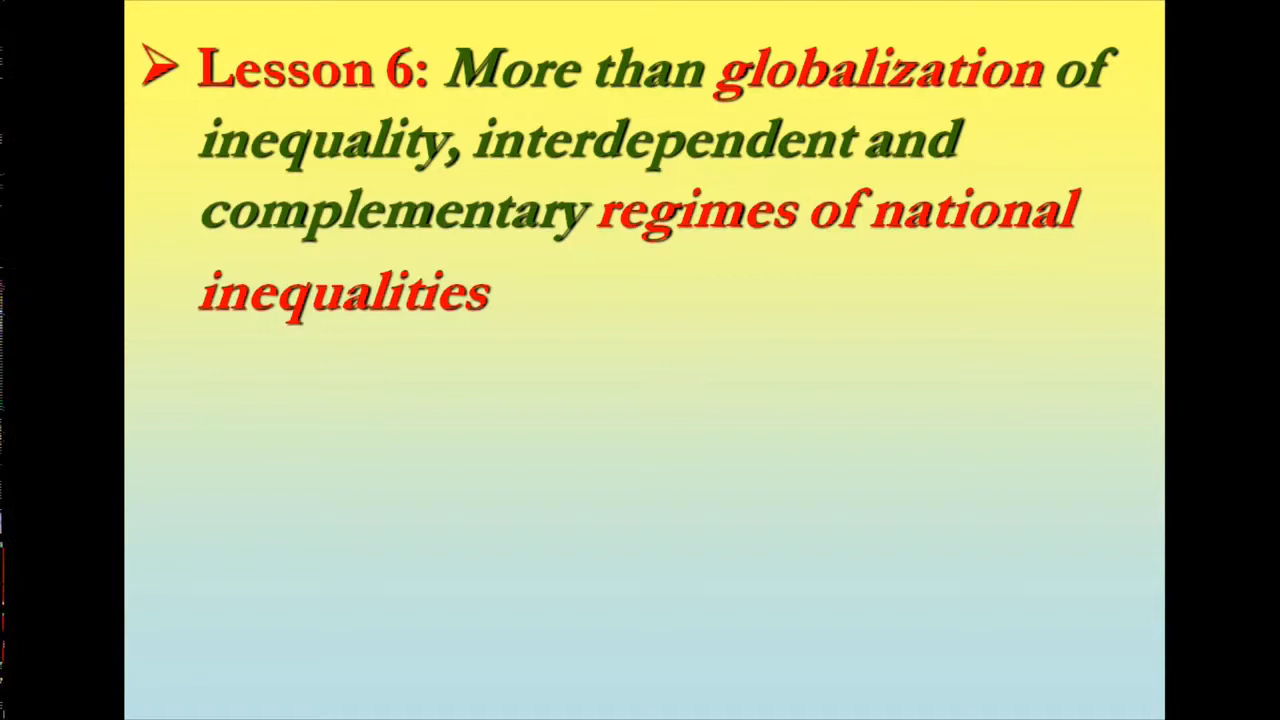 Lesson 6: More than globalization of
inequality, interdependent and
complementary regimes of national
inequalities